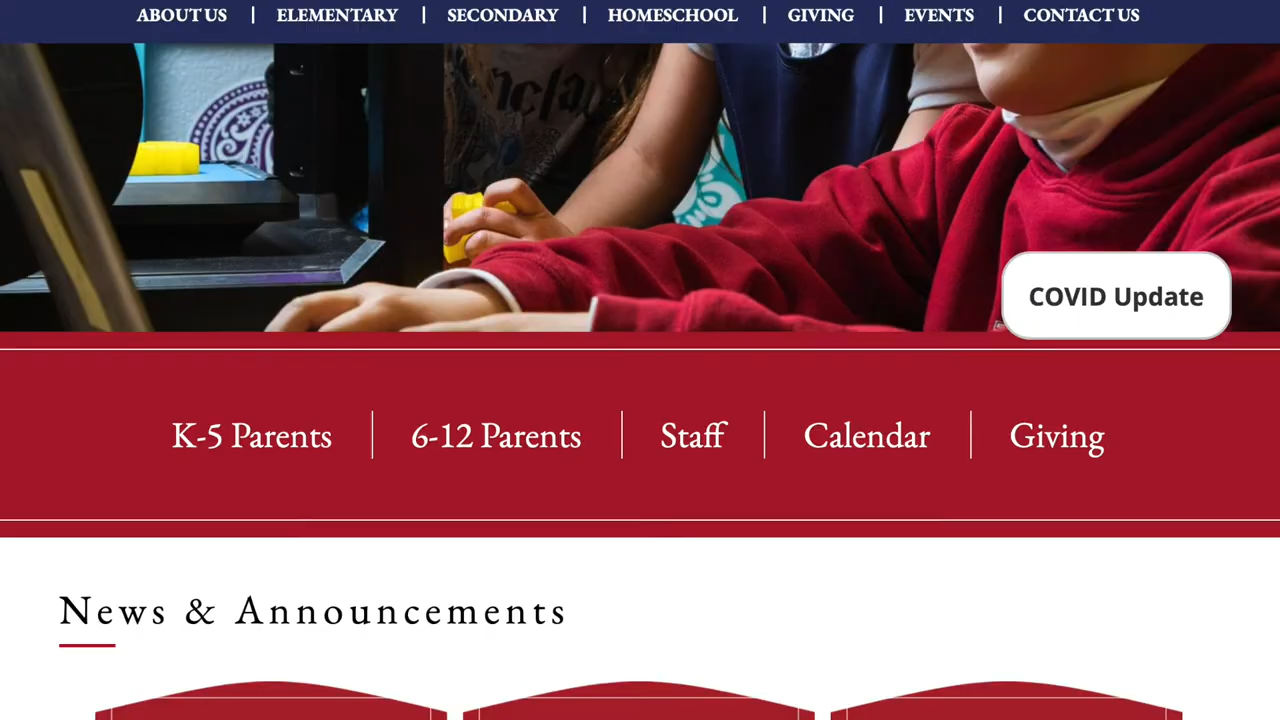 ABOUT US | ELEMENTARY | SECONDARY | HOMESCHOOL | GIVING | EVENTS | CONTACT US
COVID Update
K-5 Parents | 6-12 Parents | Staff | Calendar | Giving
News & Announcements